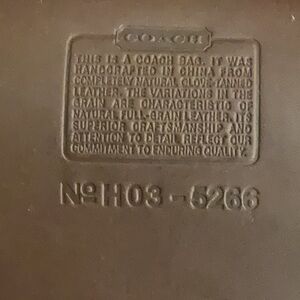 COACH
THIS IS A COACH BAG. IT WAS
HANDCRAFTED IN CHINA FROM
COMPLETELY NATURAL GLOVE-TANNED
LEATHER. THE VARIATIONS IN THE
GRAIN ARE CHARACTERISTIC OF
NATURAL FULL-GRAIN LEATHER. ITS
SUPERIOR CRAFTSMANSHIP AND
ATTENTION TO DETAIL REFLECT OUR
COMMITMENT TO ENDURING QUALITY.
Nº H03-5266